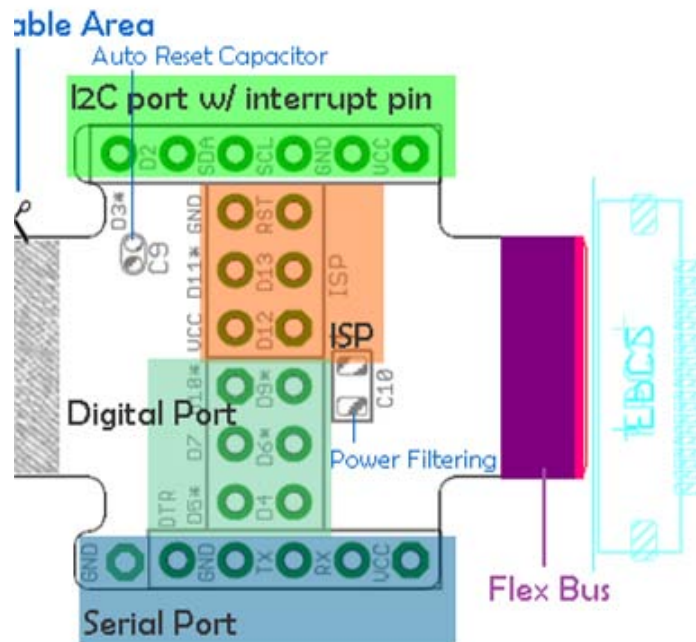 able Area
Auto Reset Capacitor
I2C port w/ interrupt pin
D2 SDA SCL GND VCC
D3*
C9
GND RST
D11* D13
ISP
VCC D12
ISP
D9*
C10
Digital Port
D7 D6*
Power Filtering
DTR D5* D4
GND GND TX RX VCC
Flex Bus
Serial Port